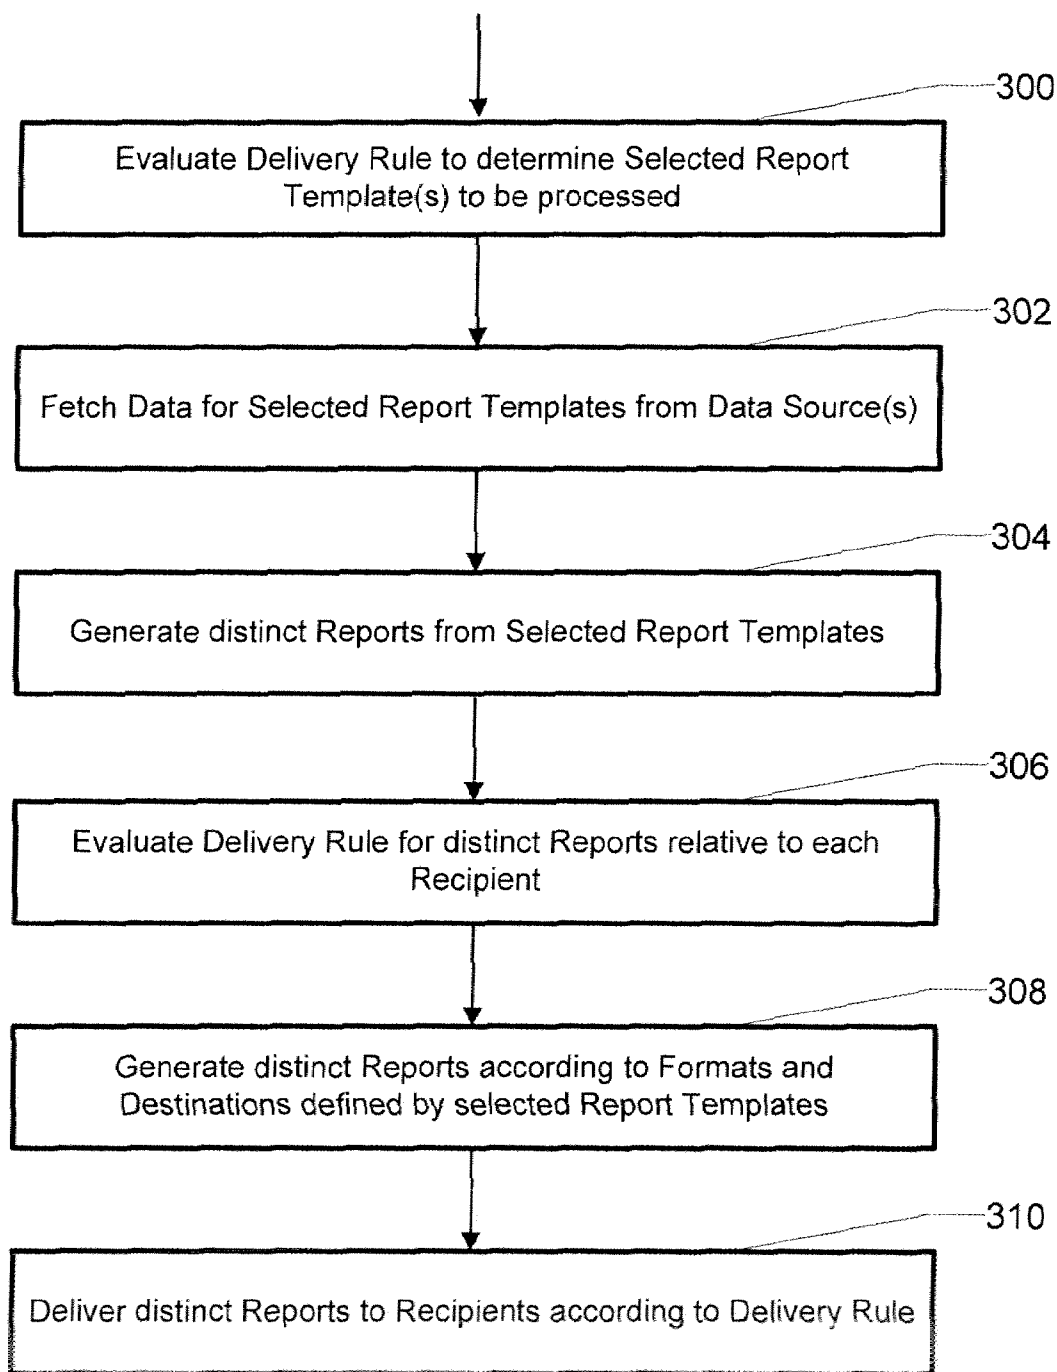 300
Evaluate Delivery Rule to determine Selected Report
Template(s) to be processed
302
Fetch Data for Selected Report Templates from Data Source(s)
304
Generate distinct Reports from Selected Report Templates
306
Evaluate Delivery Rule for distinct Reports relative to each
Recipient
308
Generate distinct Reports according to Formats and
Destinations defined by selected Report Templates
310
Deliver distinct Reports to Recipients according to Delivery Rule